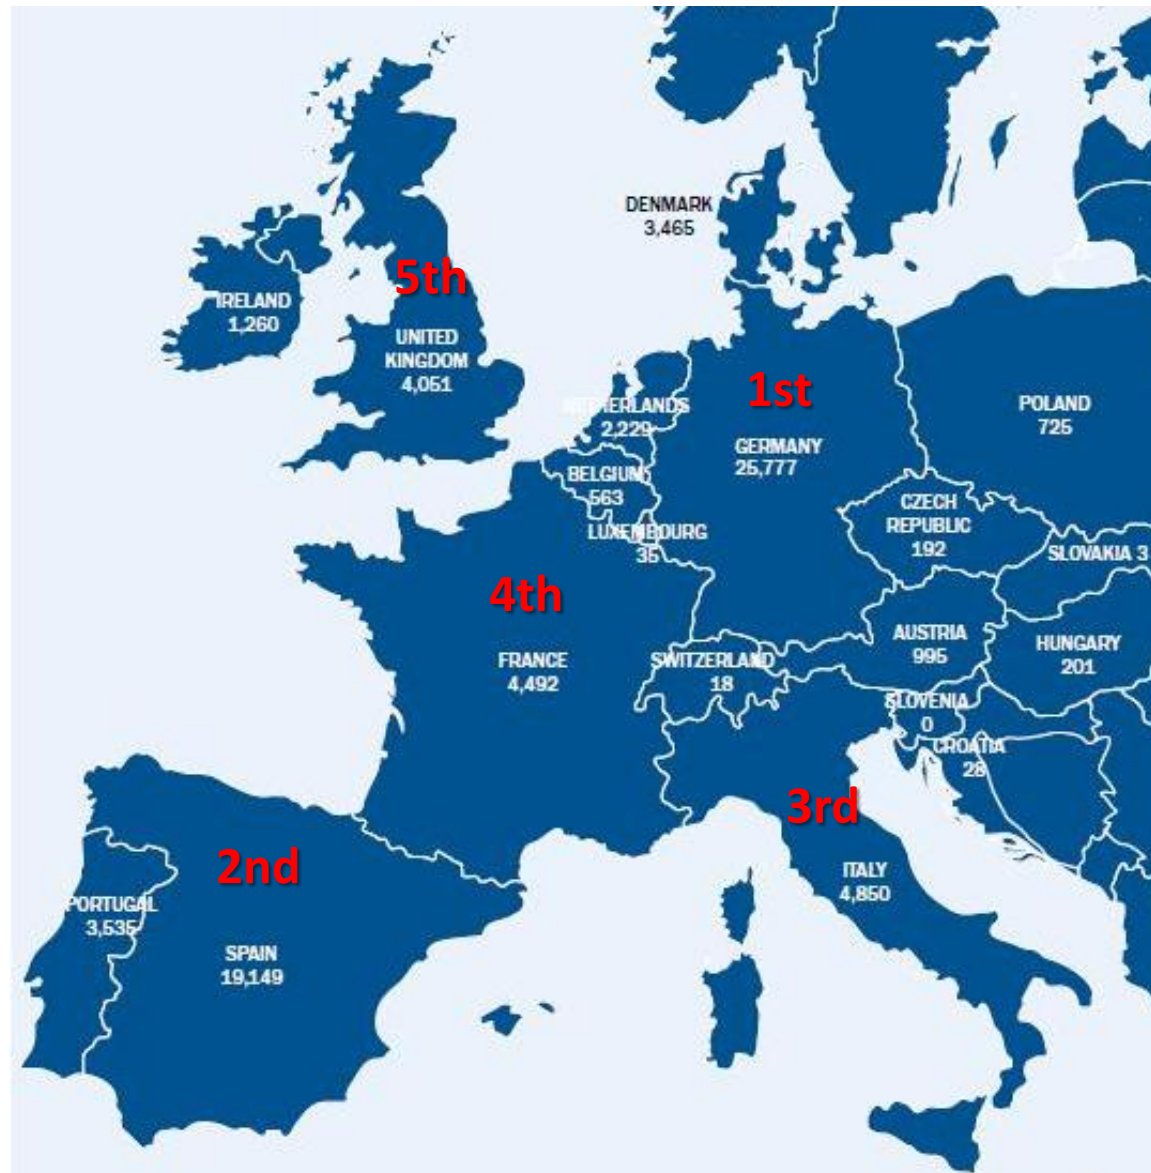 DENMARK
3,465
5th
IRELAND
1,260
UNITED
KINGDOM
4,051
1st
NETHERLANDS
2,229
GERMANY
25,777
POLAND
725
BELGIUM
563
CZECH
REPUBLIC
192
LUXEMBOURG
35
SLOVAKIA 3
4th
FRANCE
4,492
SWITZERLAND
18
AUSTRIA
995
HUNGARY
201
SLOVENIA
0
CROATIA
28
3rd
ITALY
4,850
2nd
PORTUGAL
3,535
SPAIN
19,149